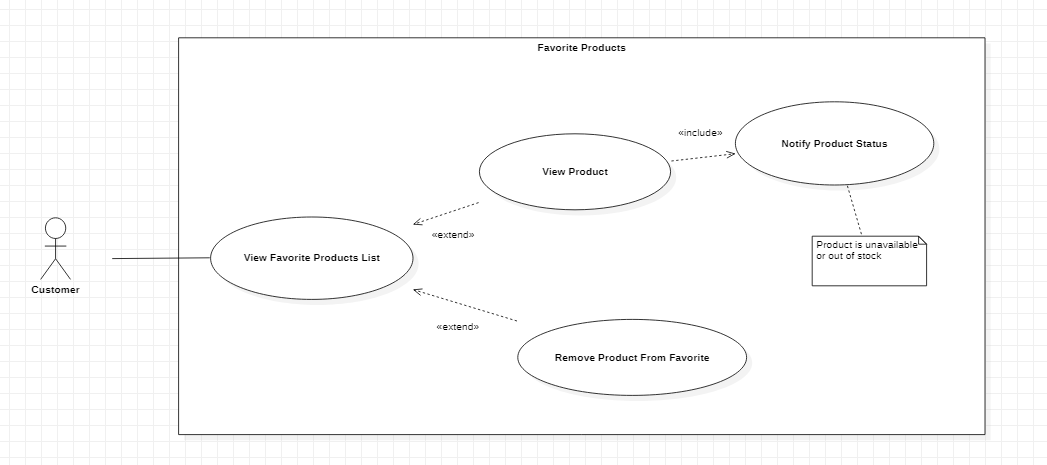 Favorite Products
«include»
Notify Product Status
View Product
«extend»
Product is unavailable
or out of stock
View Favorite Products List
Customer
«extend»
Remove Product From Favorite